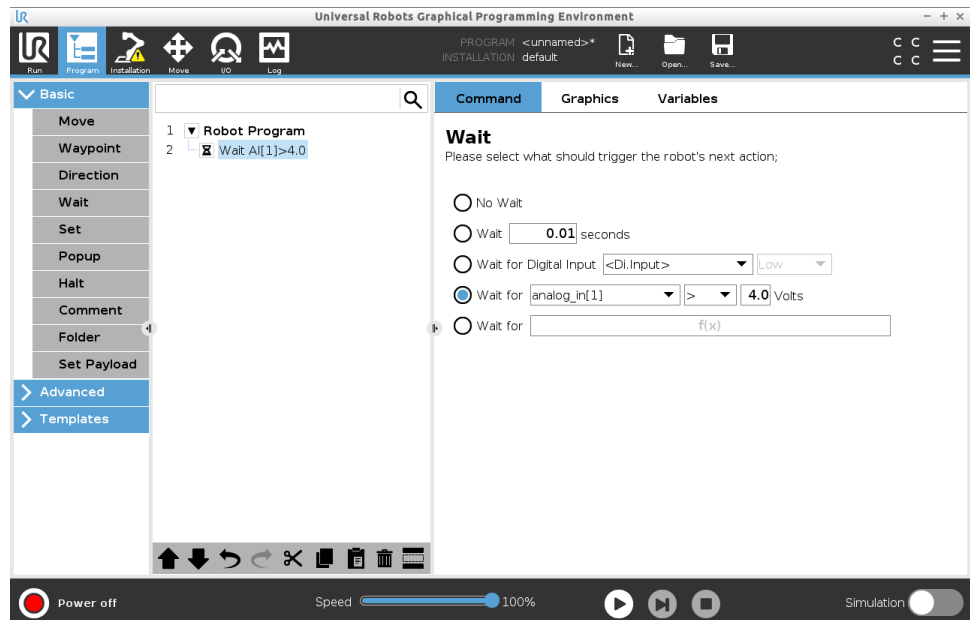 UR Universal Robots Graphical Programming Environment - + ×
UR PROGRAM <unnamed>* C C
INSTALLATION default C C
Run Program Installation Move I/O Log New... Open... Save...
Basic
Move
Waypoint
Direction
Wait
Set
Popup
Halt
Comment
Folder
Set Payload
Advanced
Templates
1 Robot Program
2 Wait AI[1]>4.0
Command Graphics Variables
Wait
Please select what should trigger the robot's next action;
No Wait
Wait 0.01 seconds
Wait for Digital Input <Di.Input> Low
Wait for analog_in[1] > 4.0 Volts
Wait for f(x)
Power off Speed 100% Simulation